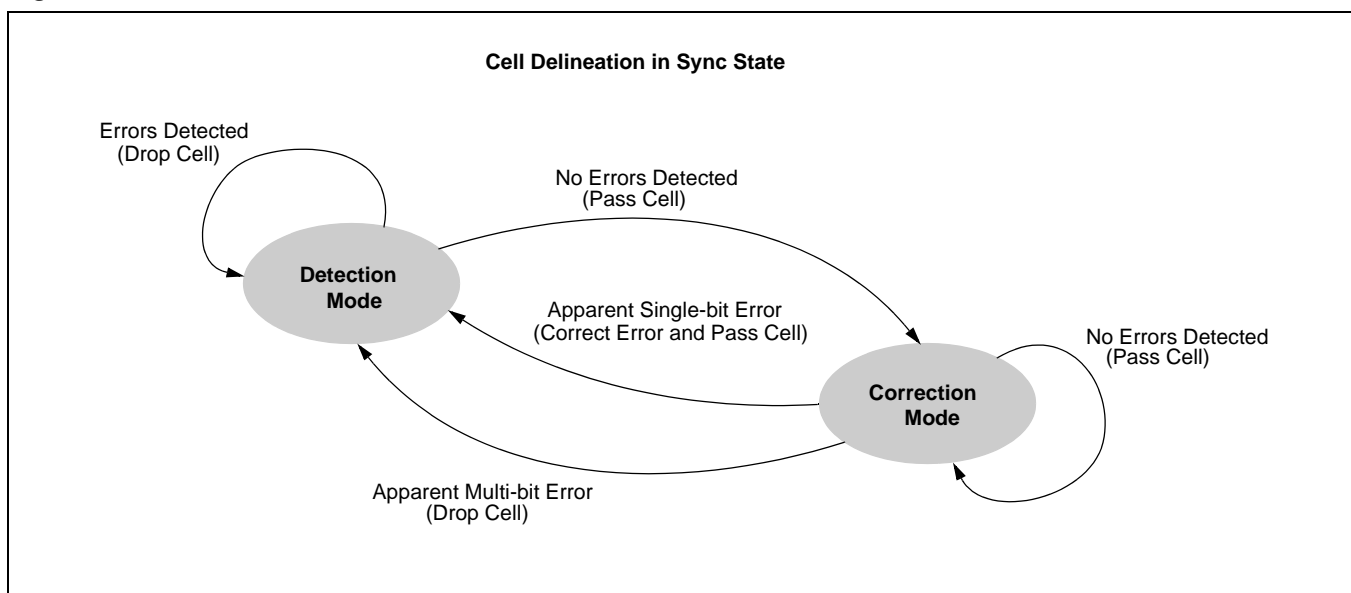 Cell Delineation in Sync State
Errors Detected
(Drop Cell)
No Errors Detected
(Pass Cell)
Detection
Mode
Apparent Single-bit Error
(Correct Error and Pass Cell)
No Errors Detected
(Pass Cell)
Correction
Mode
Apparent Multi-bit Error
(Drop Cell)